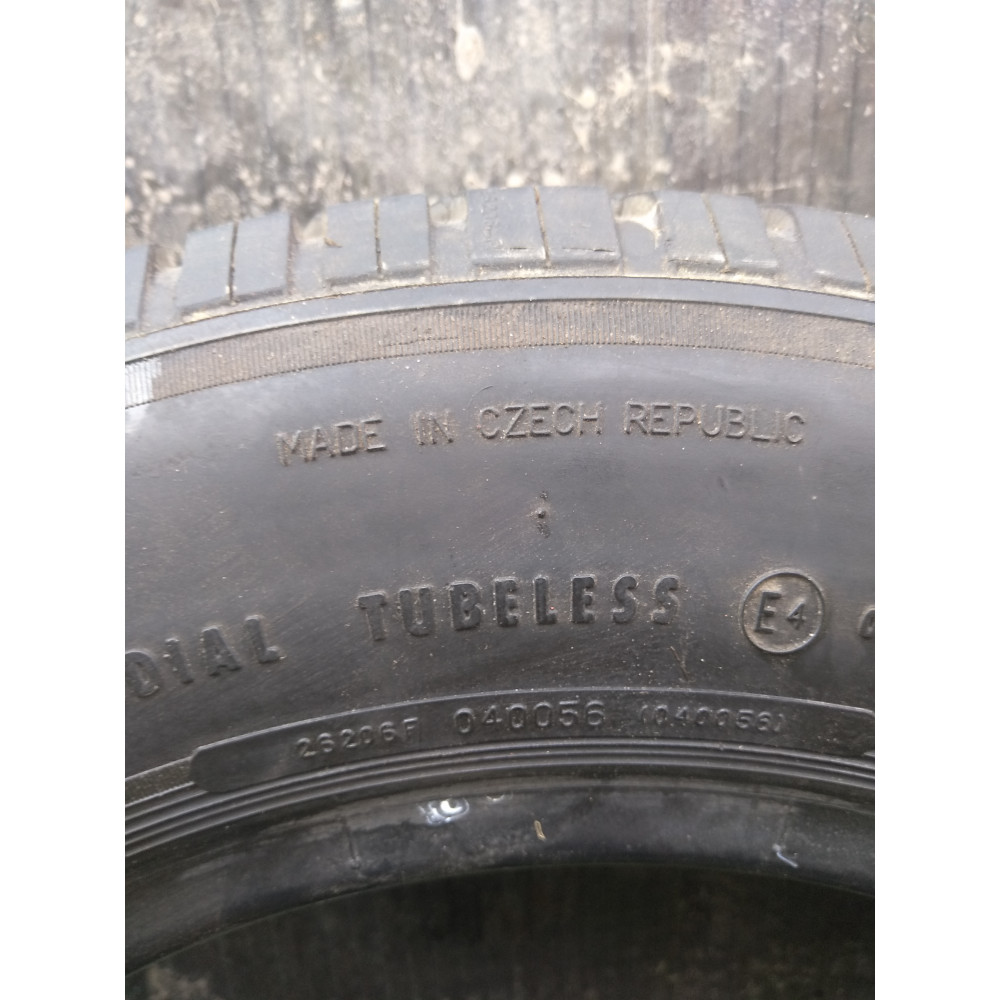 MADE IN CZECH REPUBLIC
DIAL TUBELESS E4
26206F 040056 (040056)